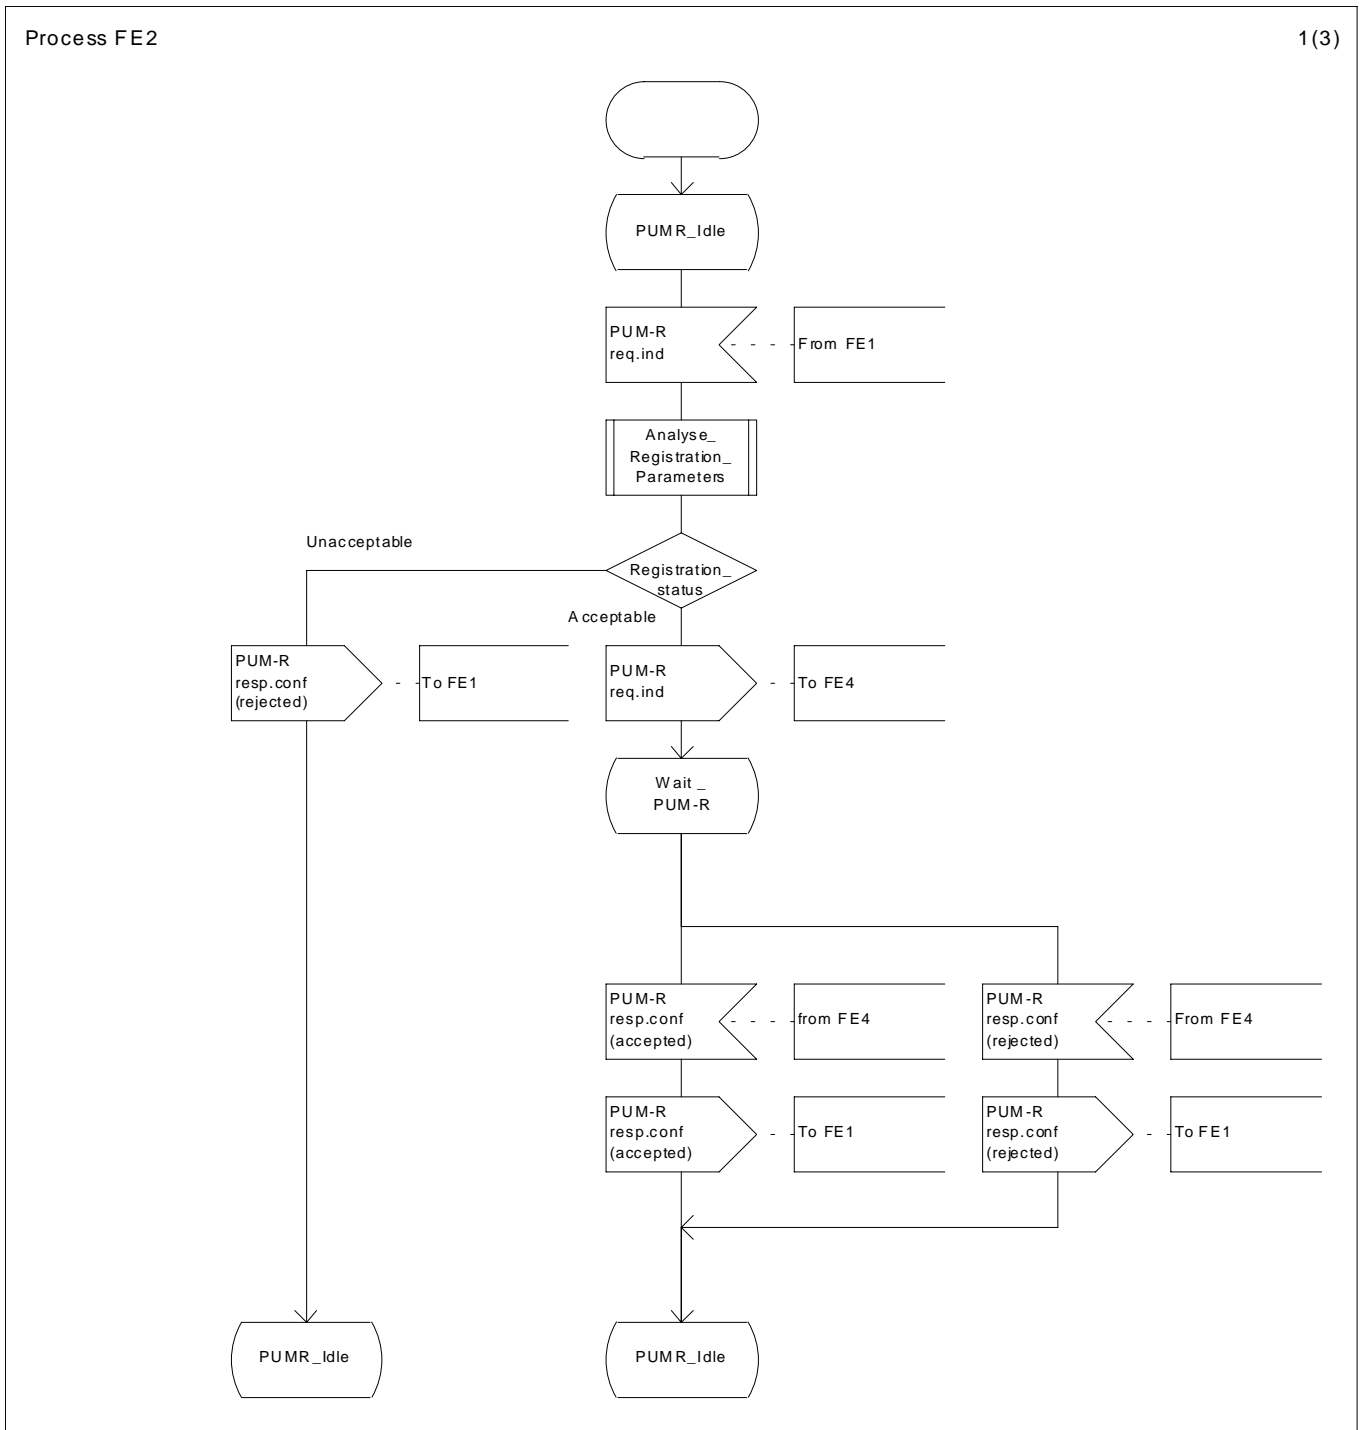 Process FE2
1(3)
PUMR_Idle
PUM-R
req.ind
From FE1
Analyse_
Registration_
Parameters
Unacceptable
Registration_
status
Acceptable
PUM-R
resp.conf
(rejected)
To FE1
PUM-R
req.ind
To FE4
Wait_
PUM-R
PUM-R
resp.conf
(accepted)
from FE4
PUM-R
resp.conf
(rejected)
From FE4
PUM-R
resp.conf
(accepted)
To FE1
PUM-R
resp.conf
(rejected)
To FE1
PUMR_Idle
PUMR_Idle